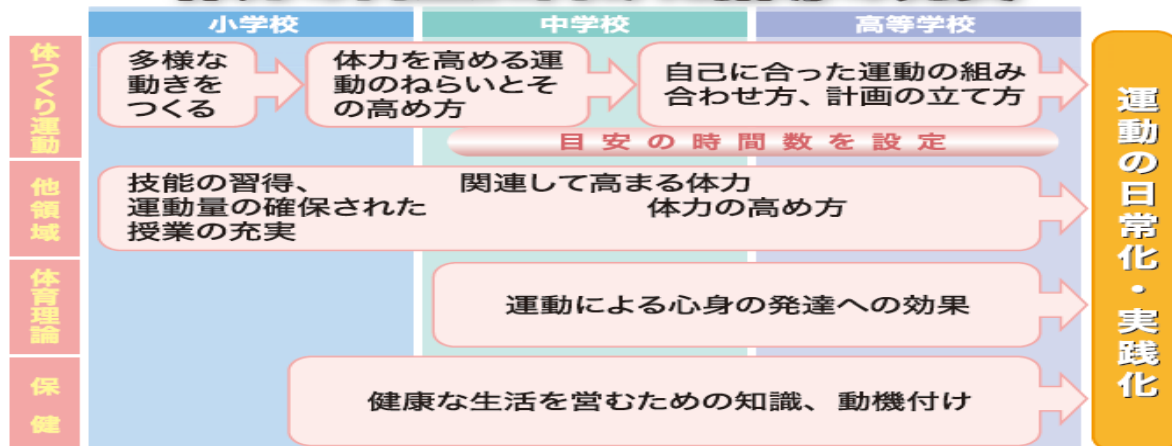 小学校
中学校
高等学校
体つくり運動
多様な
動きを
つくる
体力を高める運
動のねらいとそ
の高め方
自己に合った運動の組み
合わせ方、計画の立て方
目安の時間数を設定
他領域
技能の習得、
運動量の確保された
授業の充実
関連して高まる体力
体力の高め方
体育理論
運動による心身の発達への効果
保健
健康な生活を営むための知識、動機付け
運動の日常化・実践化